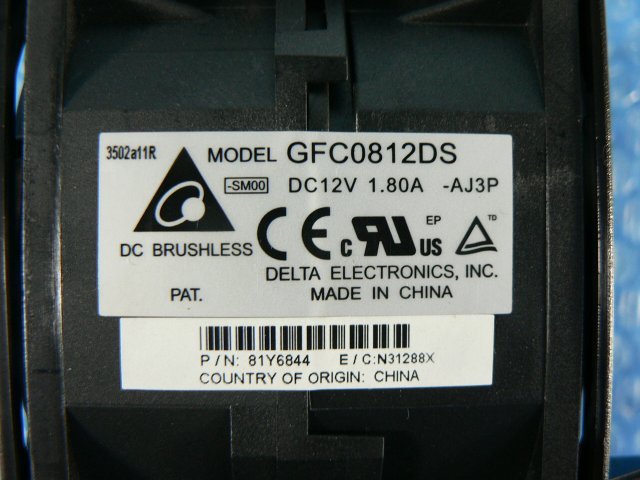 3502a11R
MODEL GFC0812DS
-SM00 DC12V 1.80A -AJ3P
DC BRUSHLESS
CE c RU US EP TD
DELTA ELECTRONICS, INC.
PAT. MADE IN CHINA
P/N: 81Y6844 E/C:N31288X
COUNTRY OF ORIGIN: CHINA